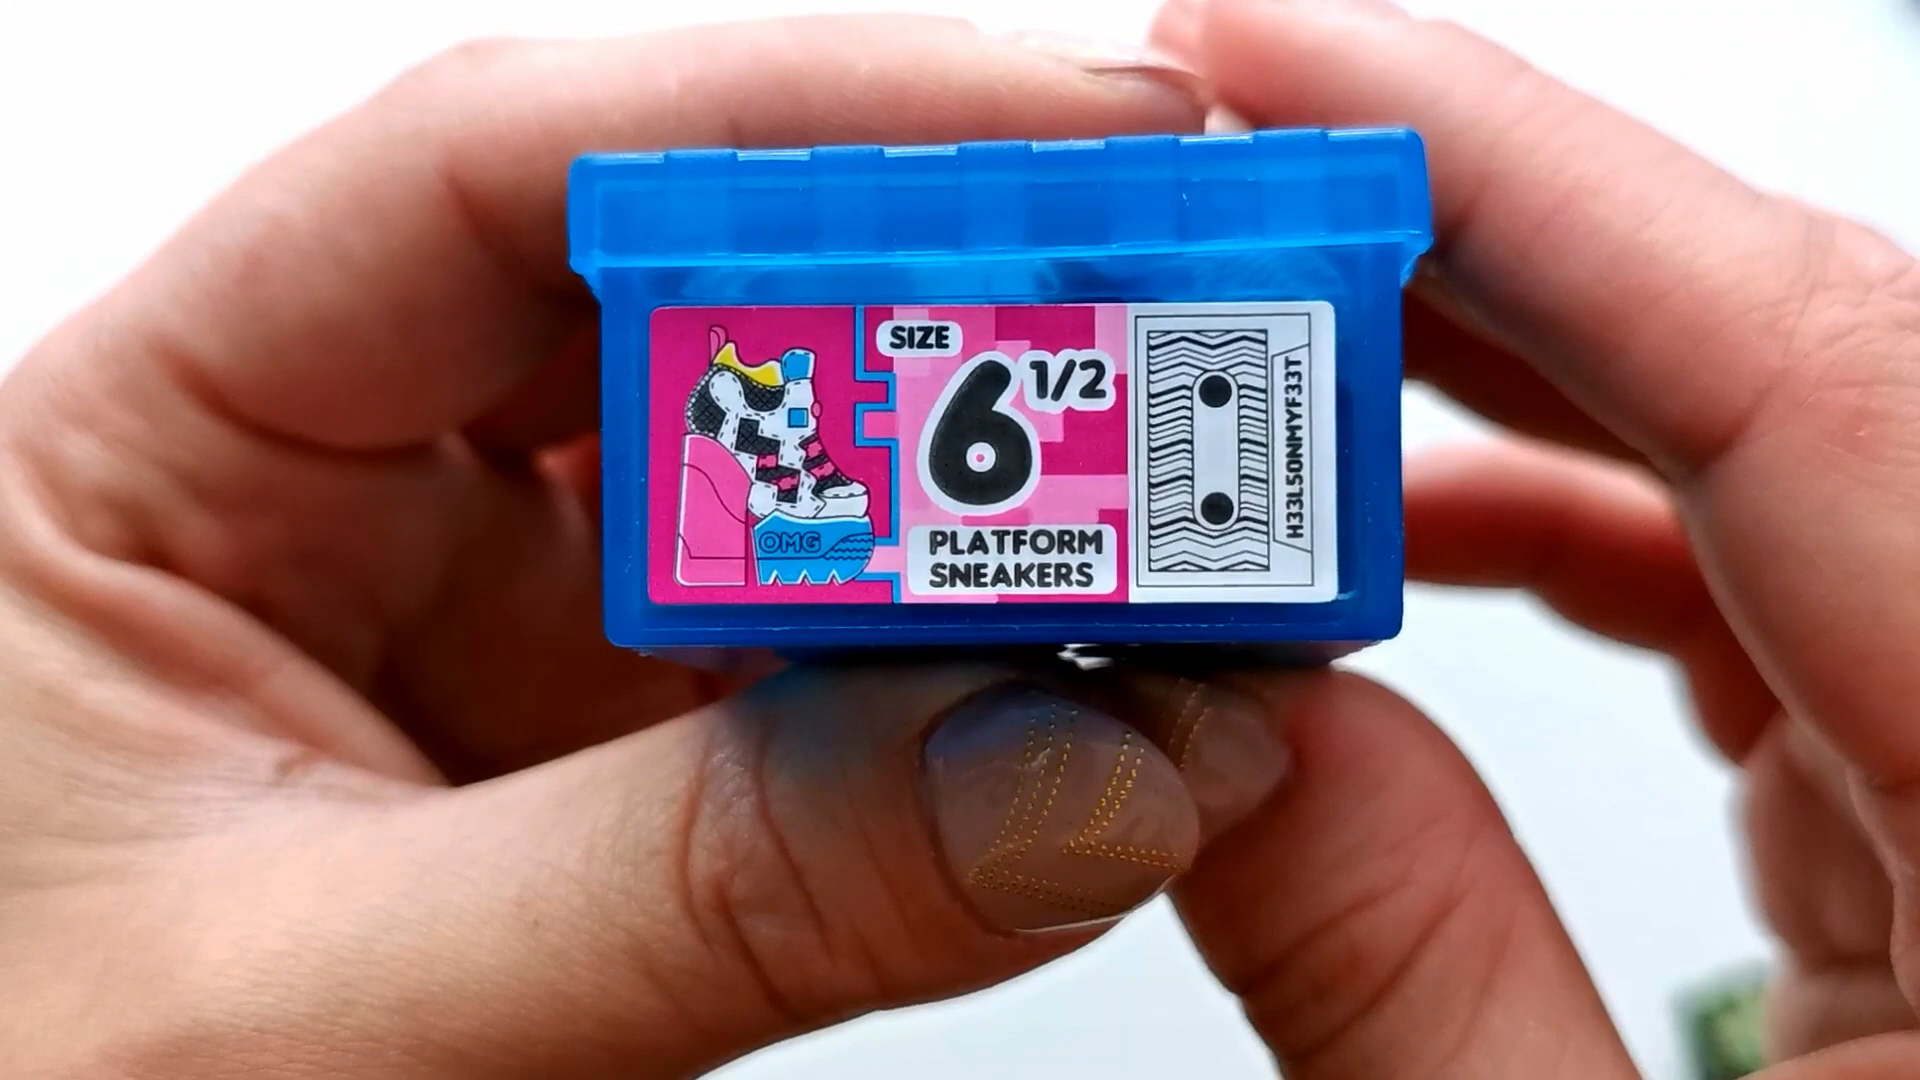 SIZE
6 1/2
PLATFORM
SNEAKERS
OMG
H33LSONMYF33T